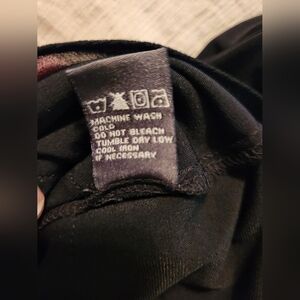 MACHINE WASH
COLD
DO NOT BLEACH
TUMBLE DRY LOW
COOL IRON
IF NECESSARY